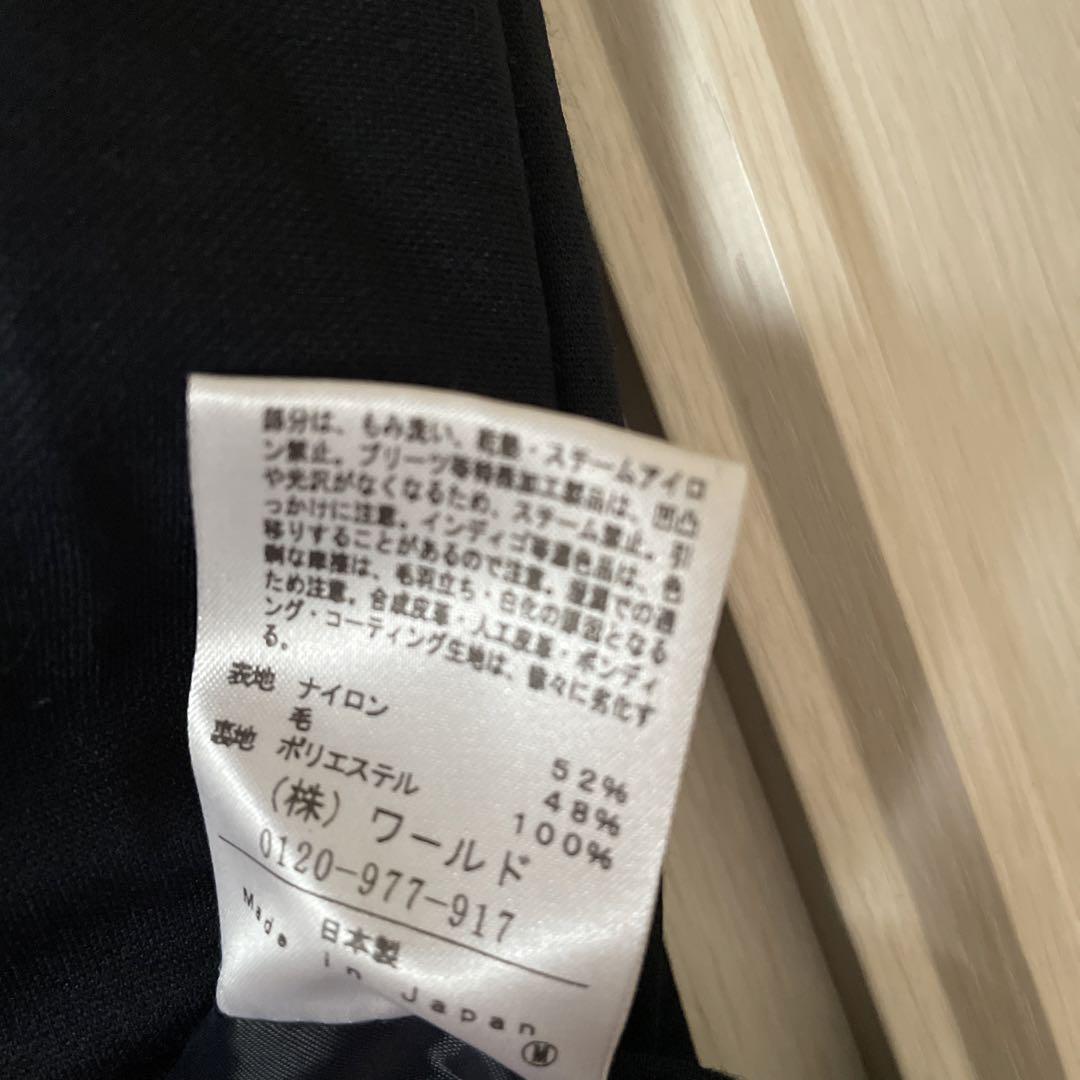 部分は、もみ洗い、乾熱・スチームアイロ
ン禁止。プリーツ等特殊加工部品は、凹凸
や光沢がなくなるため、スチーム禁止。引
っかけに注意。インディゴ等濃色品は、色
移りすることがあるので注意。湿潤での過
剰な摩擦は、毛羽立ち・白化の原因となる
ため注意。合成皮革・人工皮革・ボンディ
ング・コーティング生地は、徐々に劣化す
る。
表地 ナイロン 52%
毛 48%
裏地 ポリエステル 100%
(株) ワールド
0120-977-917
日本製
Made in Japan
M